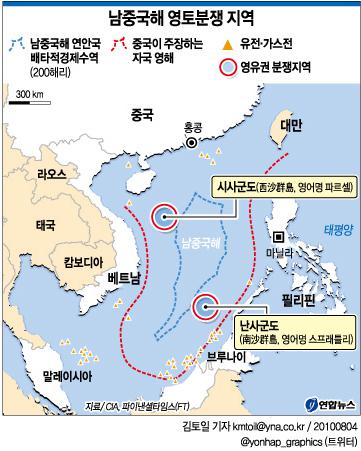 남중국해 영토분쟁 지역
남중국해 연안국
배타적경제수역
(200해리)
중국이 주장하는
자국 영해
유전·가스전
영유권 분쟁지역
300 km
중국
홍콩
대만
라오스
시사군도(西沙群島, 영어명 파르셀)
태국
남중국해
태평양
캄보디아
마닐라
베트남
필리핀
난사군도
(南沙群島, 영어명 스프래틀리)
브루나이
말레이시아
자료/ CIA, 파이낸셜타임스(FT)
연합뉴스
김토일 기자 kmtoil@yna.co.kr / 20100804
@yonhap_graphics (트위터)